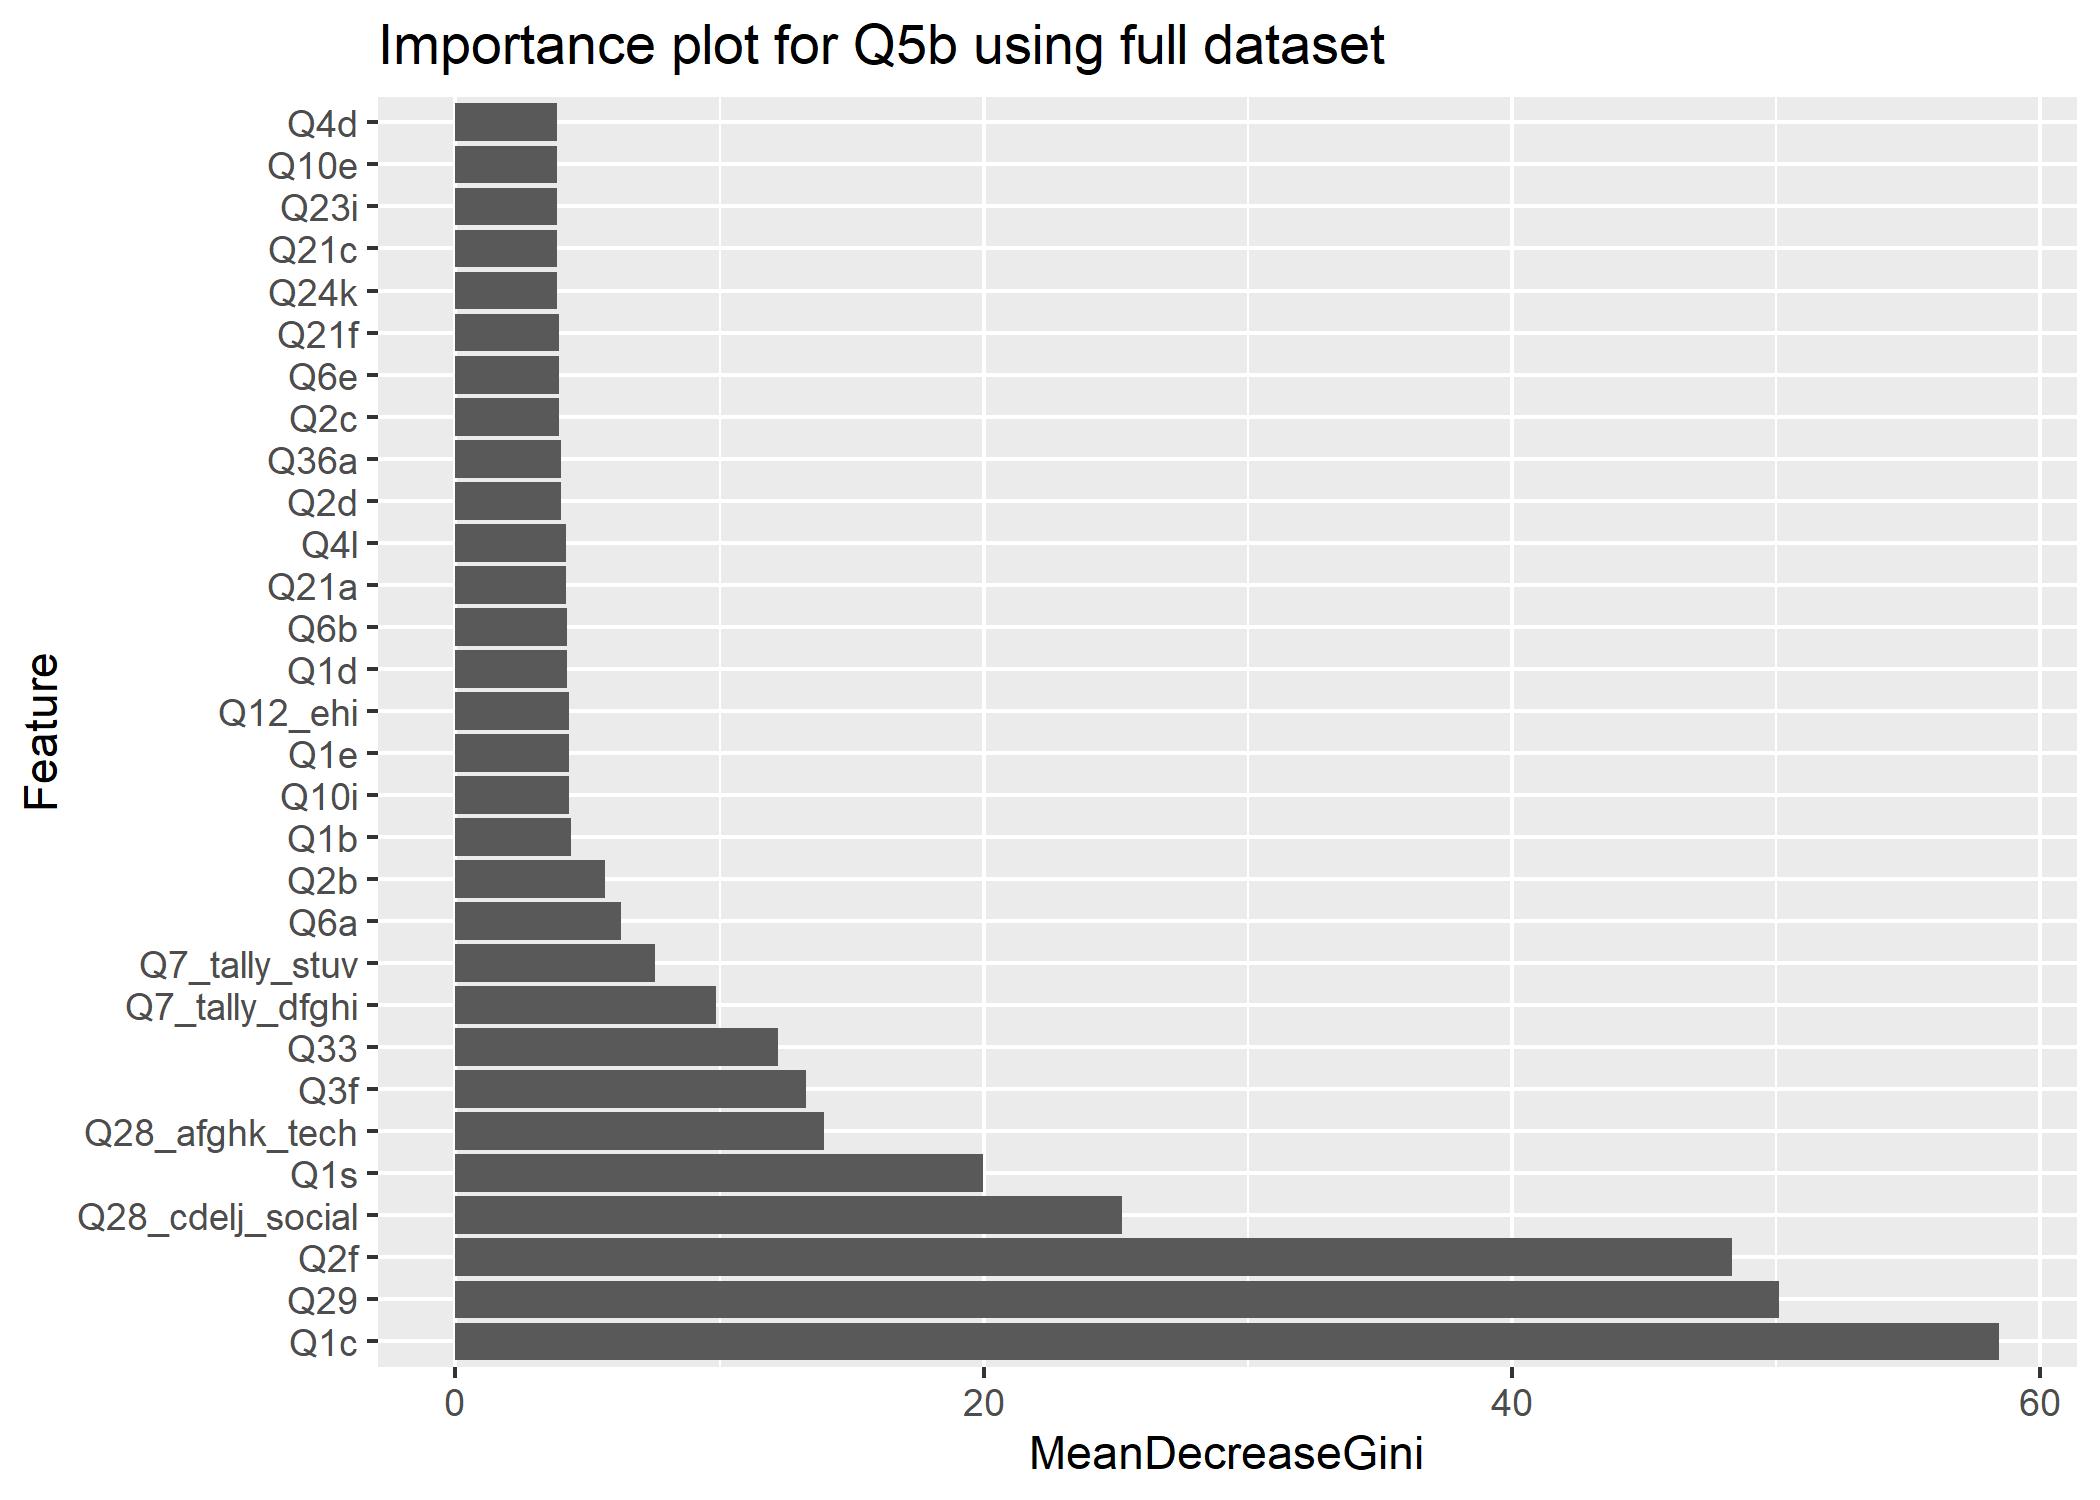 Importance plot for Q5b using full dataset
Feature
Q4d
Q10e
Q23i
Q21c
Q24k
Q21f
Q6e
Q2c
Q36a
Q2d
Q4l
Q21a
Q6b
Q1d
Q12_ehi
Q1e
Q10i
Q1b
Q2b
Q6a
Q7_tally_stuv
Q7_tally_dfghi
Q33
Q3f
Q28_afghk_tech
Q1s
Q28_cdelj_social
Q2f
Q29
Q1c
0 20 40 60
MeanDecreaseGini